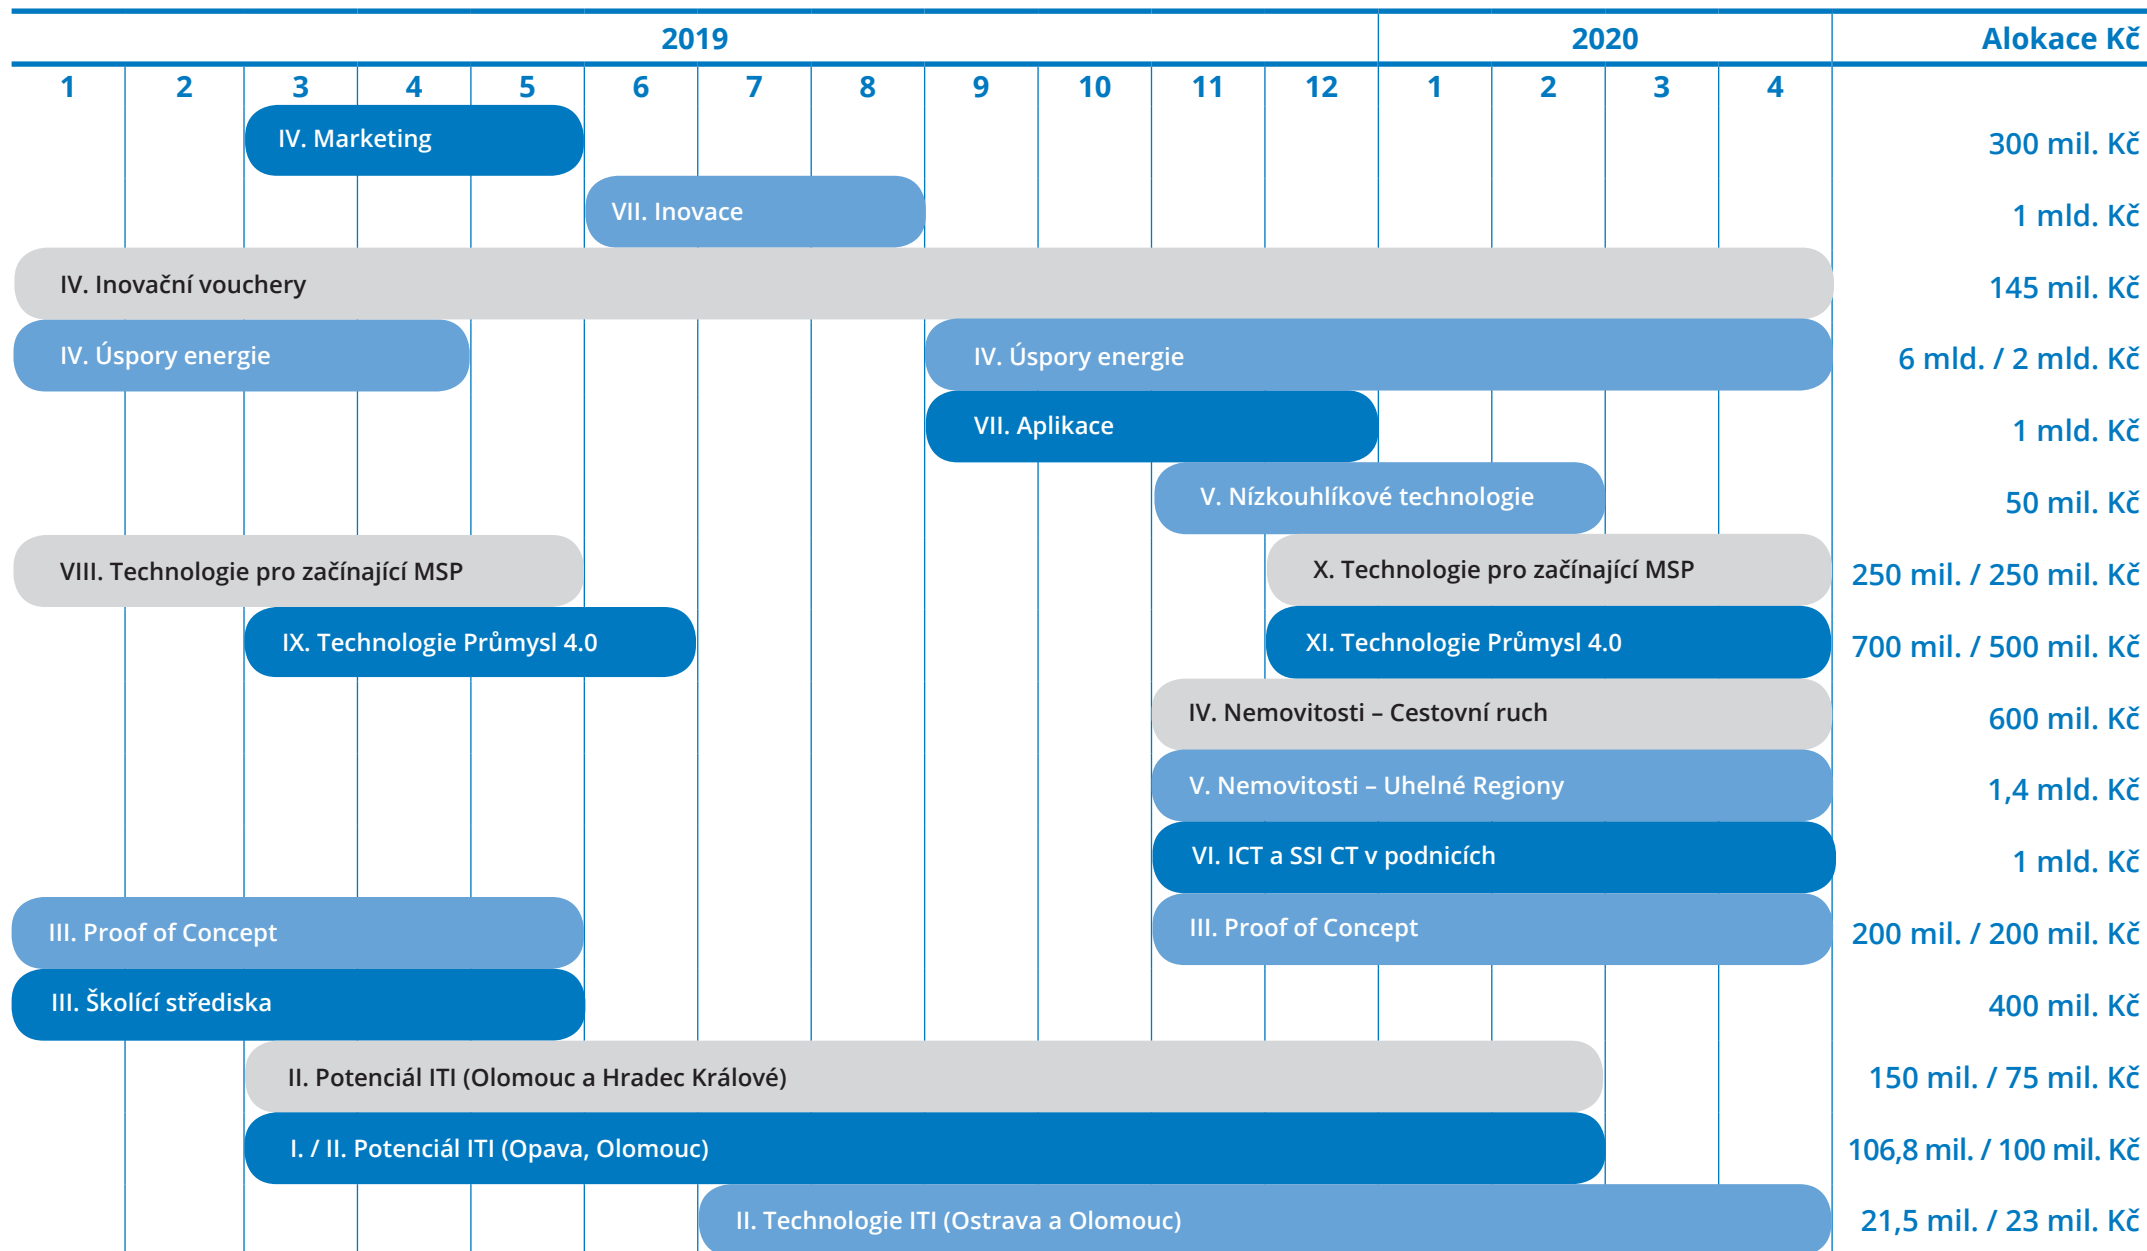 2019 2020 Alokace Kč
1 2 3 4 5 6 7 8 9 10 11 12 1 2 3 4
IV. Marketing 300 mil. Kč
VII. Inovace 1 mld. Kč
IV. Inovační vouchery 145 mil. Kč
IV. Úspory energie IV. Úspory energie 6 mld. / 2 mld. Kč
VII. Aplikace 1 mld. Kč
V. Nízkouhlíkové technologie 50 mil. Kč
VIII. Technologie pro začínající MSP X. Technologie pro začínající MSP 250 mil. / 250 mil. Kč
IX. Technologie Průmysl 4.0 XI. Technologie Průmysl 4.0 700 mil. / 500 mil. Kč
IV. Nemovitosti – Cestovní ruch 600 mil. Kč
V. Nemovitosti – Uhelné Regiony 1,4 mld. Kč
VI. ICT a SSI CT v podnicích 1 mld. Kč
III. Proof of Concept III. Proof of Concept 200 mil. / 200 mil. Kč
III. Školící střediska 400 mil. Kč
II. Potenciál ITI (Olomouc a Hradec Králové) 150 mil. / 75 mil. Kč
I. / II. Potenciál ITI (Opava, Olomouc) 106,8 mil. / 100 mil. Kč
II. Technologie ITI (Ostrava a Olomouc) 21,5 mil. / 23 mil. Kč